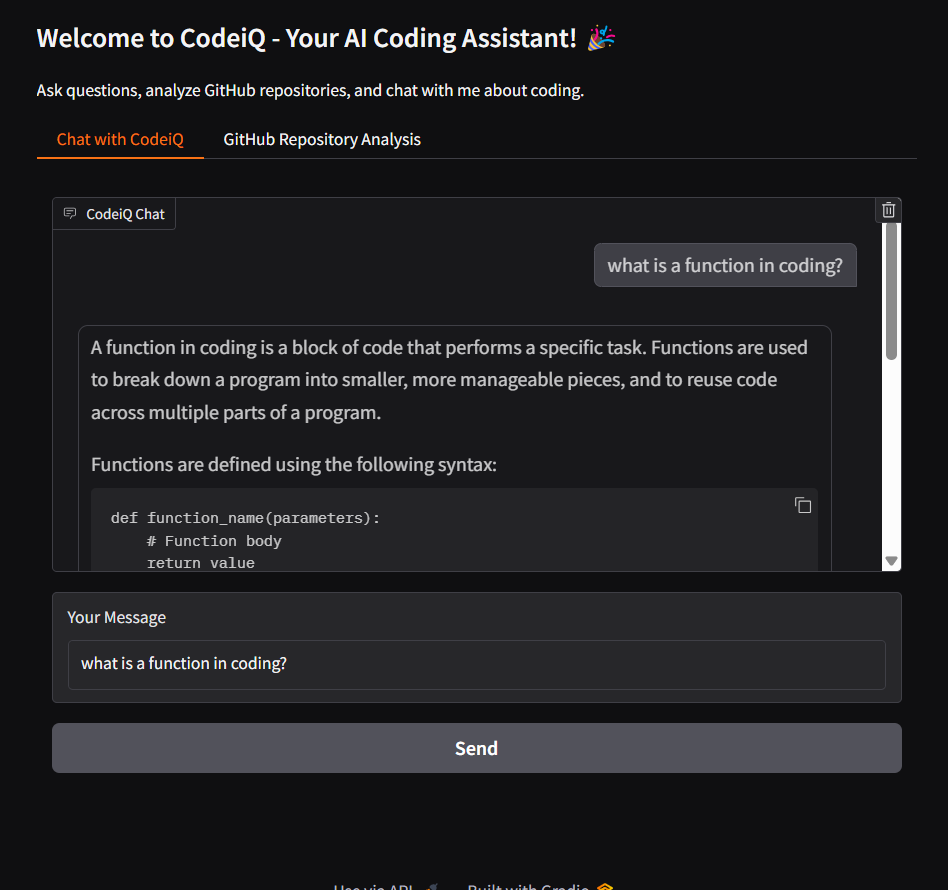 Welcome to CodeiQ - Your AI Coding Assistant! 🎉
Ask questions, analyze GitHub repositories, and chat with me about coding.
Chat with CodeiQ
GitHub Repository Analysis
CodeiQ Chat
what is a function in coding?
A function in coding is a block of code that performs a specific task. Functions are used
to break down a program into smaller, more manageable pieces, and to reuse code
across multiple parts of a program.
Functions are defined using the following syntax:
def function_name(parameters):
    # Function body
    return value
Your Message
what is a function in coding?
Send
Use via API
Built with Gradio